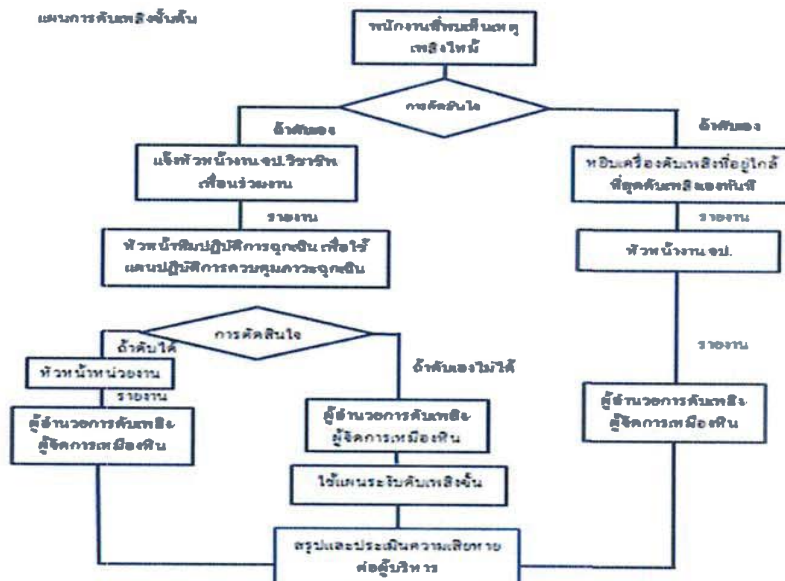 แผนการดับเพลิงขั้นต้น
พนักงานที่พบเห็นเหตุ
เพลิงไหม้
การตัดสินใจ
ถ้าดับเอง
ถ้าดับเอง
แจ้งหัวหน้างาน จป.วิชาชีพ
เพื่อนร่วมงาน
หยิบเครื่องดับเพลิงที่อยู่ใกล้
ที่สุดดับเพลิงเองทันที
รายงาน
รายงาน
หัวหน้าทีมปฏิบัติการฉุกเฉิน เพื่อใช้
แผนปฏิบัติการควบคุมภาวะฉุกเฉิน
หัวหน้างาน จป.
การตัดสินใจ
ถ้าดับได้
ถ้าดับเองไม่ได้
รายงาน
หัวหน้าหน่วยงาน
รายงาน
ผู้อำนวยการดับเพลิง
ผู้จัดการเหมืองหิน
ผู้อำนวยการดับเพลิง
ผู้จัดการเหมืองหิน
ผู้อำนวยการดับเพลิง
ผู้จัดการเหมืองหิน
ใช้แผนระงับดับเพลิงขั้น
สรุปและประเมินความเสียหาย
ต่อผู้บริหาร